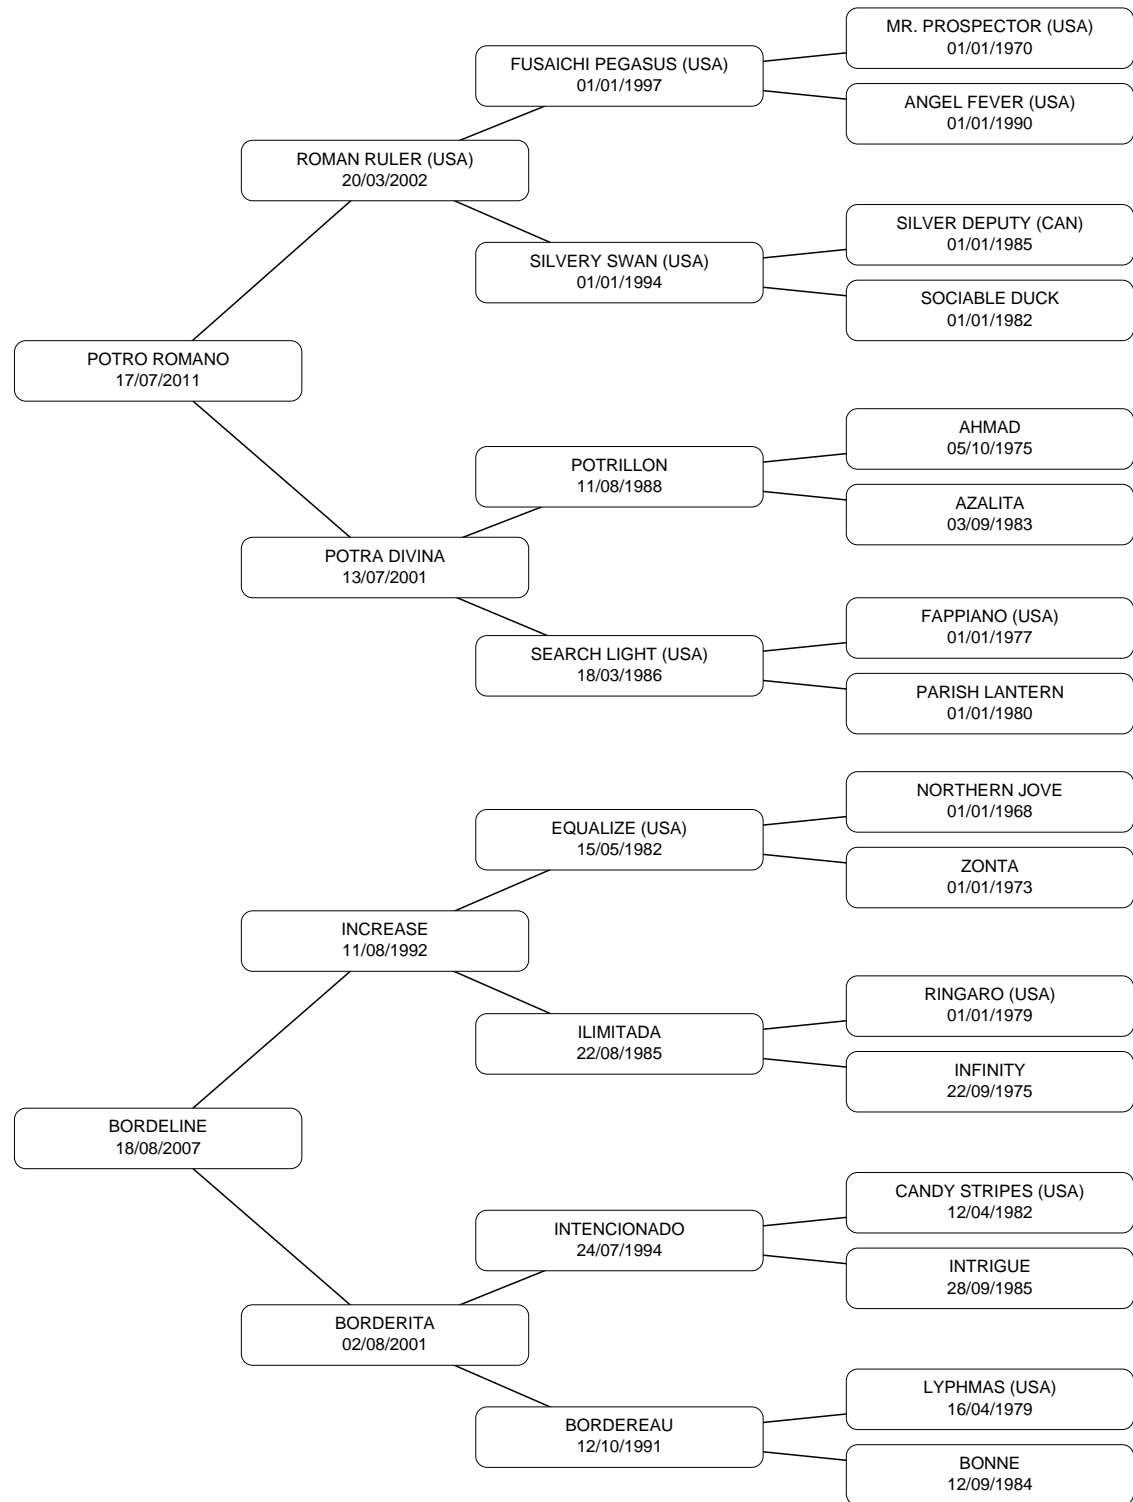 MR. PROSPECTOR (USA)
01/01/1970
FUSAICHI PEGASUS (USA)
01/01/1997
ANGEL FEVER (USA)
01/01/1990
ROMAN RULER (USA)
20/03/2002
SILVER DEPUTY (CAN)
01/01/1985
SILVERY SWAN (USA)
01/01/1994
SOCIABLE DUCK
01/01/1982
POTRO ROMANO
17/07/2011
AHMAD
05/10/1975
POTRILLON
11/08/1988
AZALITA
03/09/1983
POTRA DIVINA
13/07/2001
FAPPIANO (USA)
01/01/1977
SEARCH LIGHT (USA)
18/03/1986
PARISH LANTERN
01/01/1980
NORTHERN JOVE
01/01/1968
EQUALIZE (USA)
15/05/1982
ZONTA
01/01/1973
INCREASE
11/08/1992
RINGARO (USA)
01/01/1979
ILIMITADA
22/08/1985
INFINITY
22/09/1975
BORDELINE
18/08/2007
CANDY STRIPES (USA)
12/04/1982
INTENCIONADO
24/07/1994
INTRIGUE
28/09/1985
BORDERITA
02/08/2001
LYPHMAS (USA)
16/04/1979
BORDEREAU
12/10/1991
BONNE
12/09/1984